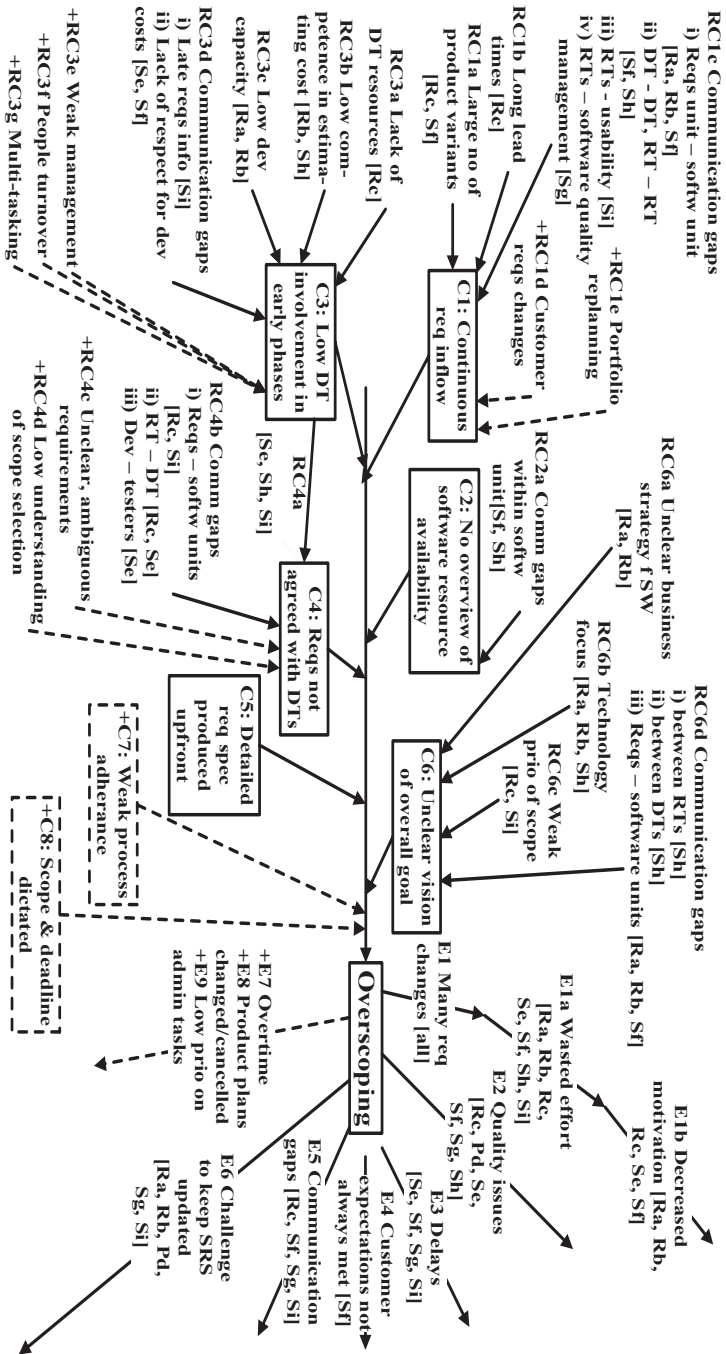 RC1c Communication gaps
i) Reqs unit – softw unit
[Ra, Rb, Sf]
ii) DT - DT, RT – RT
[Sf, Sh]
iii) RTs - usability [Si]
iv) RTs – software quality
management [Sg]
+RC1e Portfolio
replanning
+RC1d Customer
reqs changes
RC1b Long lead
times [Rc]
RC1a Large no of
product variants
[Rc, Sf]
C1: Continuous
req inflow
RC3a Lack of
DT resources [Rc]
RC3b Low com-
petence in estima-
ting cost [Rb, Sh]
RC3c Low dev
capacity [Ra, Rb]
RC3d Communication gaps
i) Late reqs info [Si]
ii) Lack of respect for dev
costs [Se, Sf]
+RC3e Weak management
+RC3f People turnover
+RC3g Multi-tasking
C3: Low DT
involvement in
early phases
RC2a Comm gaps
within softw
unit[Sf, Sh]
C2: No overview of
software resource
availability
RC4a
[Se, Sh, Si]
RC4b Comm gaps
i) Reqs – softw units
[Rc, Si]
ii) RT – DT [Rc, Se]
iii) Dev – testers [Se]
+RC4c Unclear, ambiguous
requirements
+RC4d Low understanding
of scope selection
C4: Reqs not
agreed with DTs
RC6a Unclear business
strategy f SW
[Ra, Rb]
RC6b Technology
focus [Ra, Rb, Sh]
RC6c Weak
prio of scope
[Rc, Si]
RC6d Communication gaps
i) between RTs [Sh]
ii) between DTs [Sh]
iii) Reqs – software units [Ra, Rb, Sf]
C6: Unclear vision
of overall goal
C5: Detailed
req spec
produced
upfront
+C7: Weak process
adherance
+C8: Scope & deadline
dictated
Overscoping
E1 Many req
changes [all]
E1a Wasted effort
[Ra, Rb, Rc,
Se, Sf, Sh, Si]
E1b Decreased
motivation [Ra, Rb,
Rc, Se, Sf]
E2 Quality issues
[Rc, Pd, Se,
Sf, Sg, Sh]
E3 Delays
[Se, Sf, Sg, Si]
E4 Customer
expectations not
always met [Sf]
E5 Communication
gaps [Rc, Sf, Sg, Si]
E6 Challenge
to keep SRS
updated
[Ra, Rb, Pd,
Sg, Si]
+E7 Overtime
+E8 Product plans
changed/cancelled
+E9 Low prio on
admin tasks